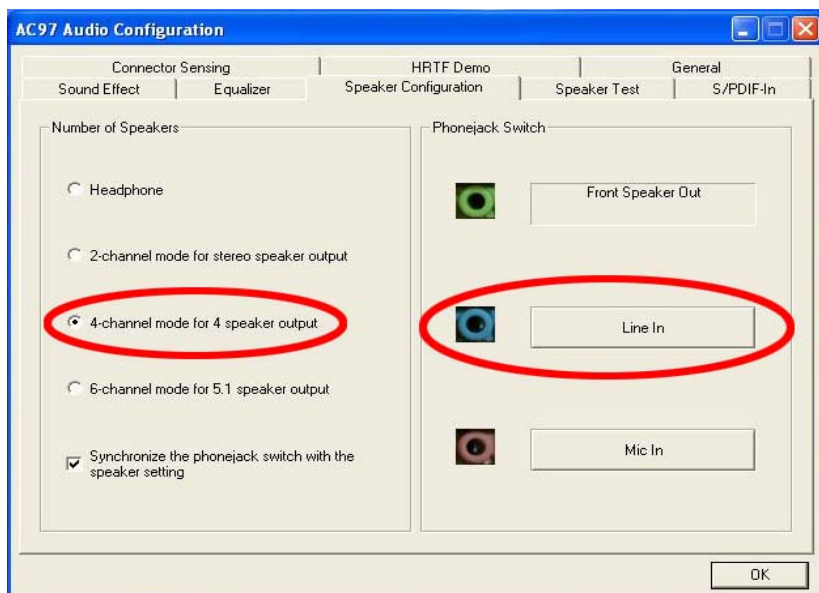 AC97 Audio Configuration
Connector Sensing
HRTF Demo
General
Sound Effect
Equalizer
Speaker Configuration
Speaker Test
S/PDIF-In
Number of Speakers
Headphone
2-channel mode for stereo speaker output
4-channel mode for 4 speaker output
6-channel mode for 5.1 speaker output
Synchronize the phonejack switch with the
speaker setting
Phonejack Switch
Front Speaker Out
Line In
Mic In
OK